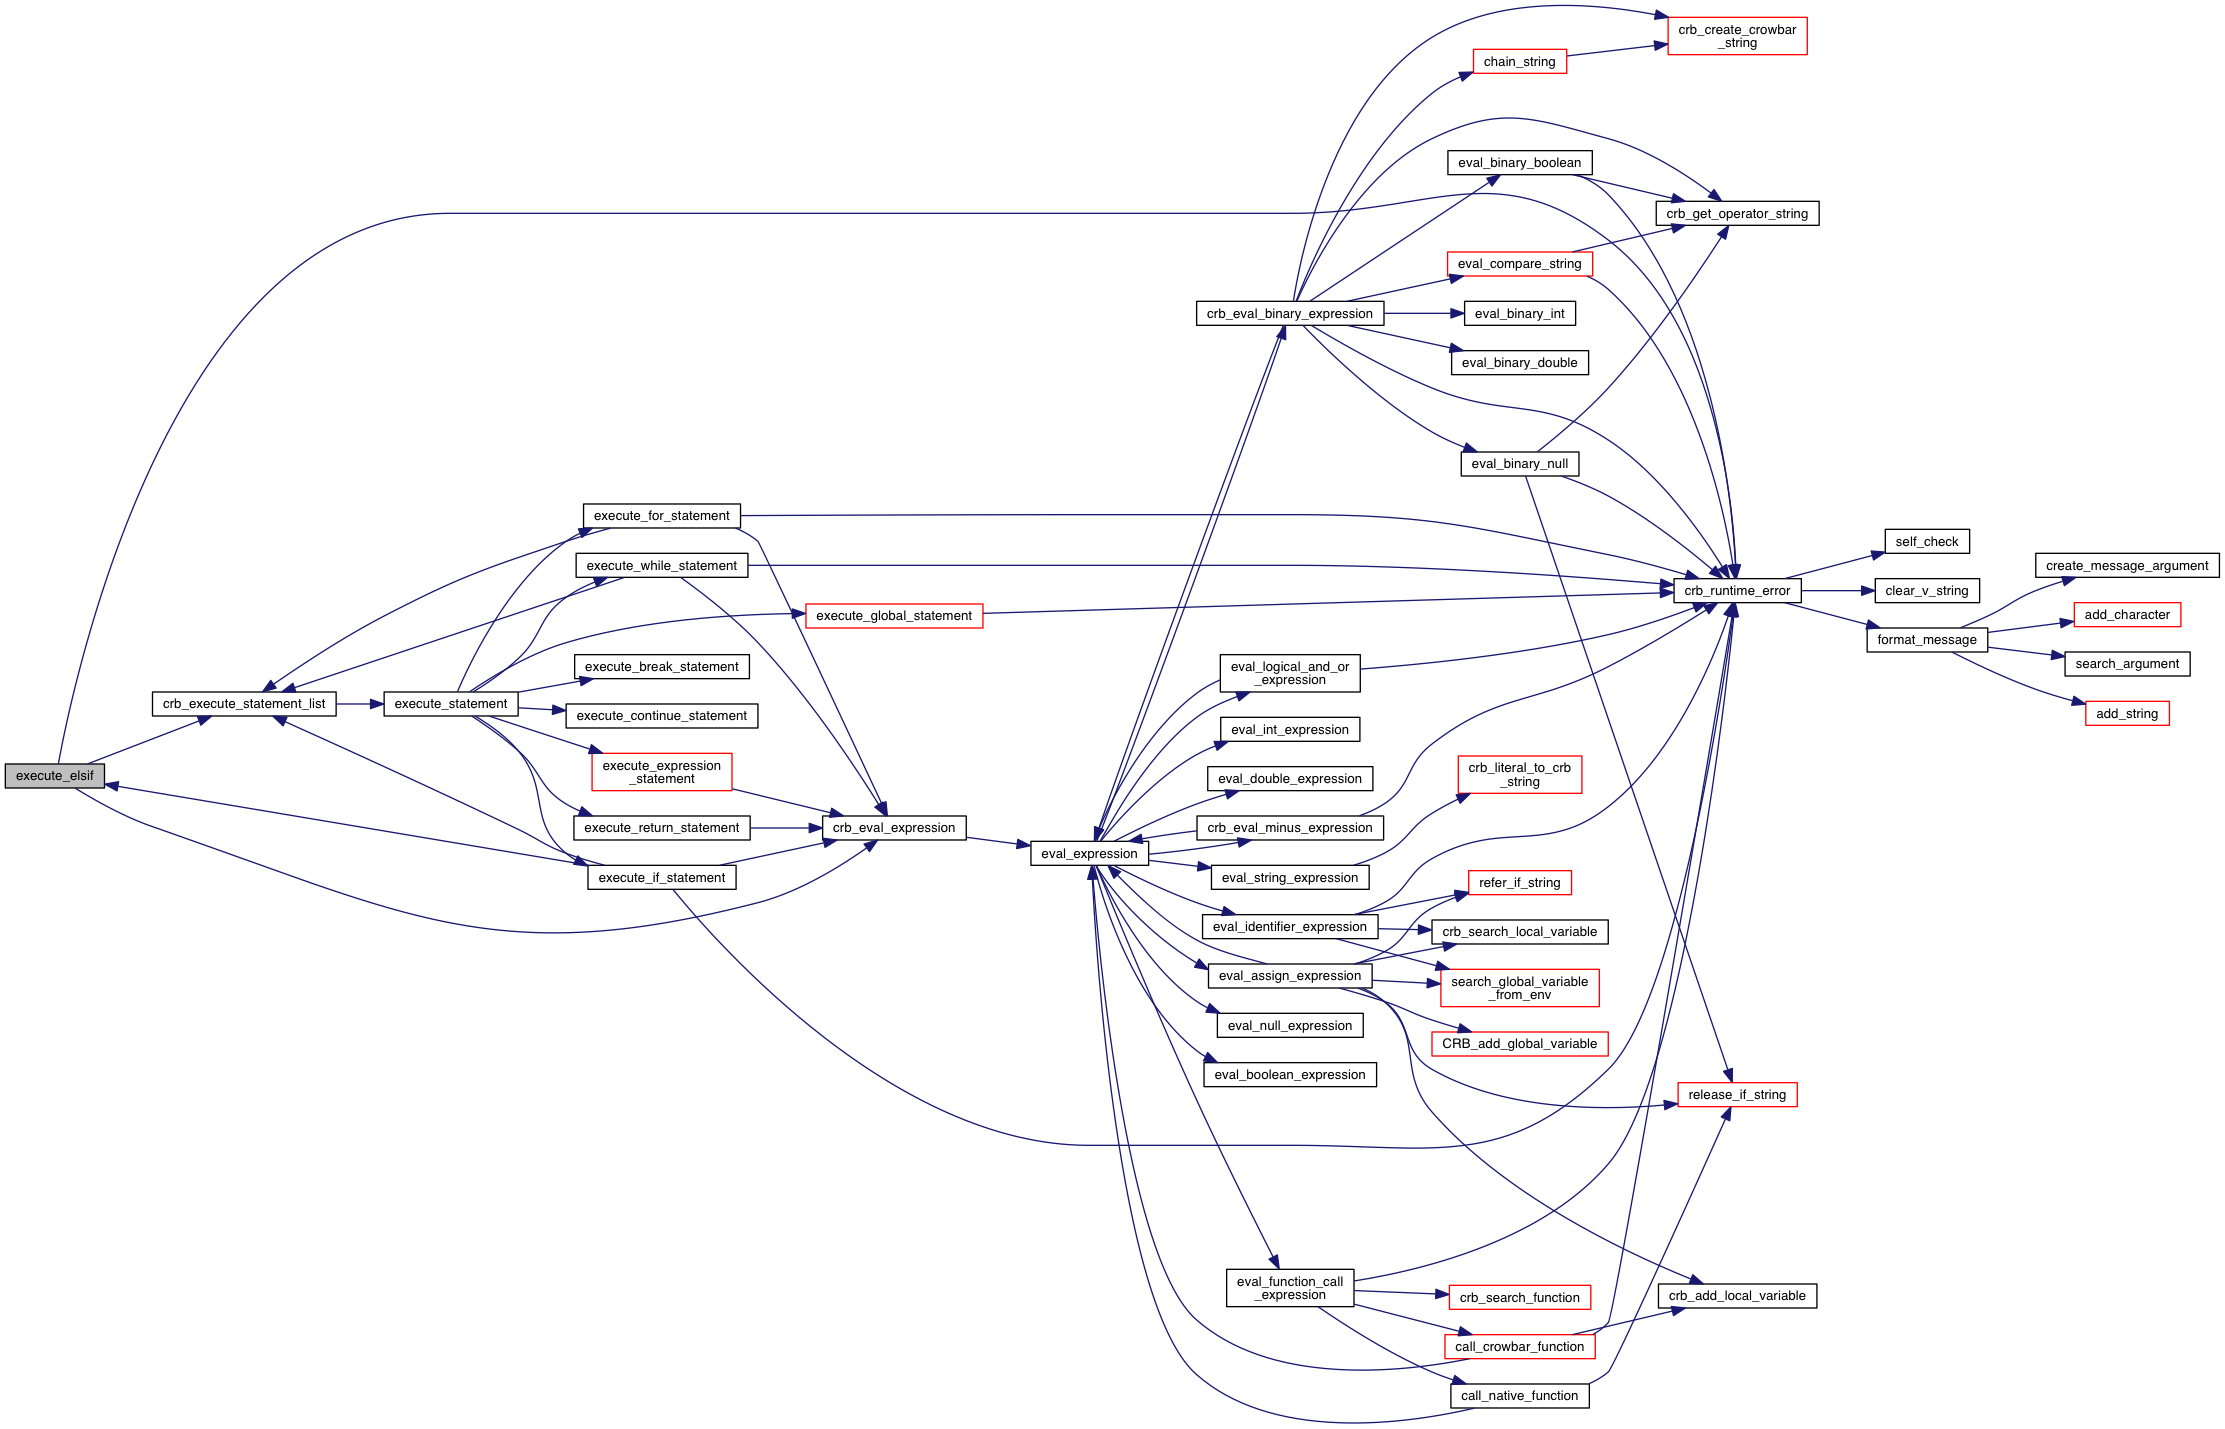 crb_create_crowbar
_string
chain_string
eval_binary_boolean
crb_get_operator_string
eval_compare_string
crb_eval_binary_expression
eval_binary_int
eval_binary_double
eval_binary_null
execute_for_statement
self_check
execute_while_statement
create_message_argument
crb_runtime_error
clear_v_string
execute_global_statement
add_character
format_message
execute_break_statement
eval_logical_and_or
_expression
search_argument
crb_execute_statement_list
execute_statement
execute_continue_statement
add_string
eval_int_expression
execute_elsif
execute_expression
_statement
eval_double_expression
crb_literal_to_crb
_string
execute_return_statement
crb_eval_expression
crb_eval_minus_expression
eval_expression
execute_if_statement
eval_string_expression
refer_if_string
eval_identifier_expression
crb_search_local_variable
eval_assign_expression
search_global_variable
_from_env
eval_null_expression
CRB_add_global_variable
eval_boolean_expression
release_if_string
eval_function_call
_expression
crb_search_function
crb_add_local_variable
call_crowbar_function
call_native_function